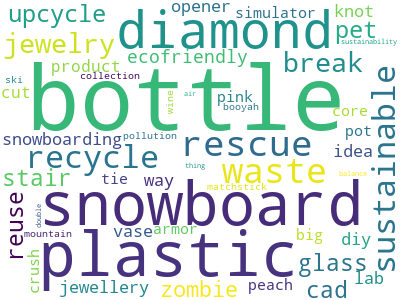 upcycle
opener
simulator
knot
diamond
sustainability
jewelry
ecofriendly
pet
product
break
ski
collection
cut
bottle
wine
air
pink
booyah
core
sustainable
snowboarding
pollution
rescue
pot
idea
recycle
thing
waste
stair
tie
way
matchstick
balance
reuse
snowboard
double
mountain
vase
armor
big
diy
plastic
glass
crush
jewellery
zombie
peach
cad
lab